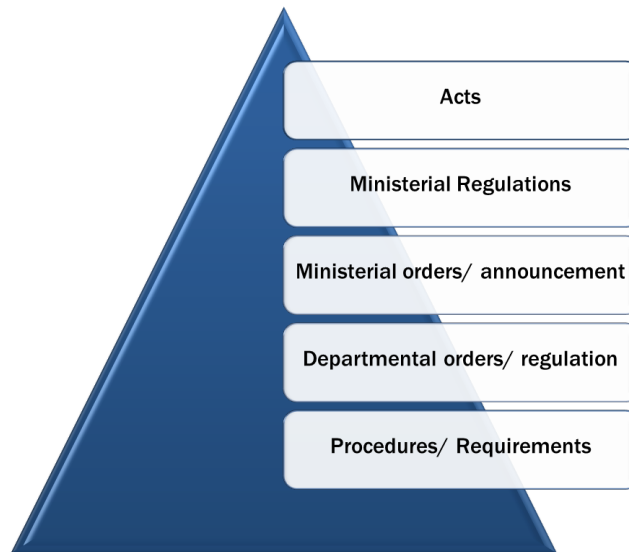 Acts
Ministerial Regulations
Ministerial orders/ announcement
Departmental orders/ regulation
Procedures/ Requirements